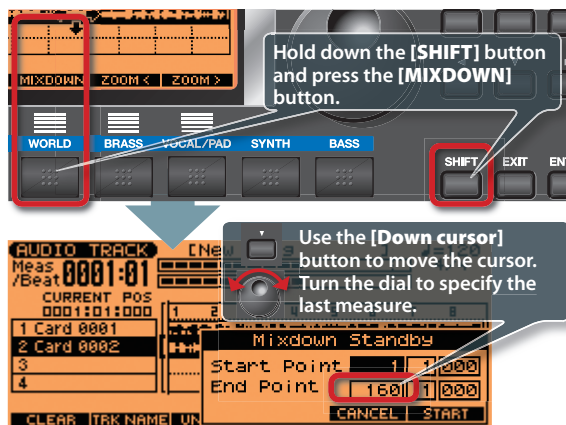 Hold down the [SHIFT] button
and press the [MIXDOWN]
button.
MIXDOWN ZOOM< ZOOM>
WORLD BRASS VOCAL/PAD SYNTH BASS
SHIFT EXIT
Use the [Down cursor]
button to move the cursor.
Turn the dial to specify the
last measure.
AUDIO TRACK
Meas
/Beat 0001:01
CURRENT POS
0001:01:000
1 Card 0001
2 Card 0002
3
4
Mixdown Standby
Start Point 1 1 000
End Point 160 1 000
CANCEL START
CLEAR TRK NAME